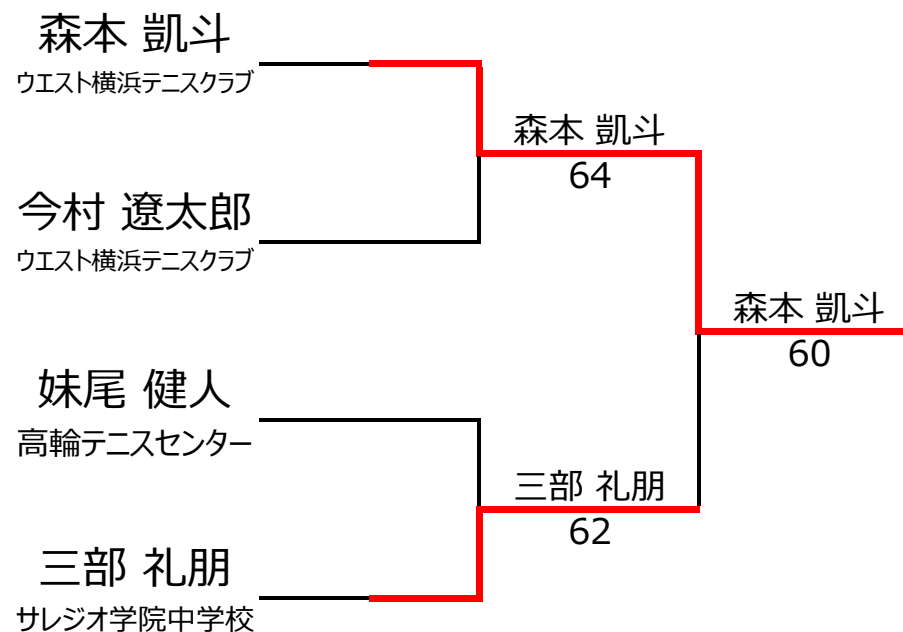 森本 凱斗
ウエスト横浜テニスクラブ
森本 凱斗
64
今村 遼太郎
ウエスト横浜テニスクラブ
森本 凱斗
60
妹尾 健人
高輪テニスセンター
三部 礼朋
62
三部 礼朋
サレジオ学院中学校